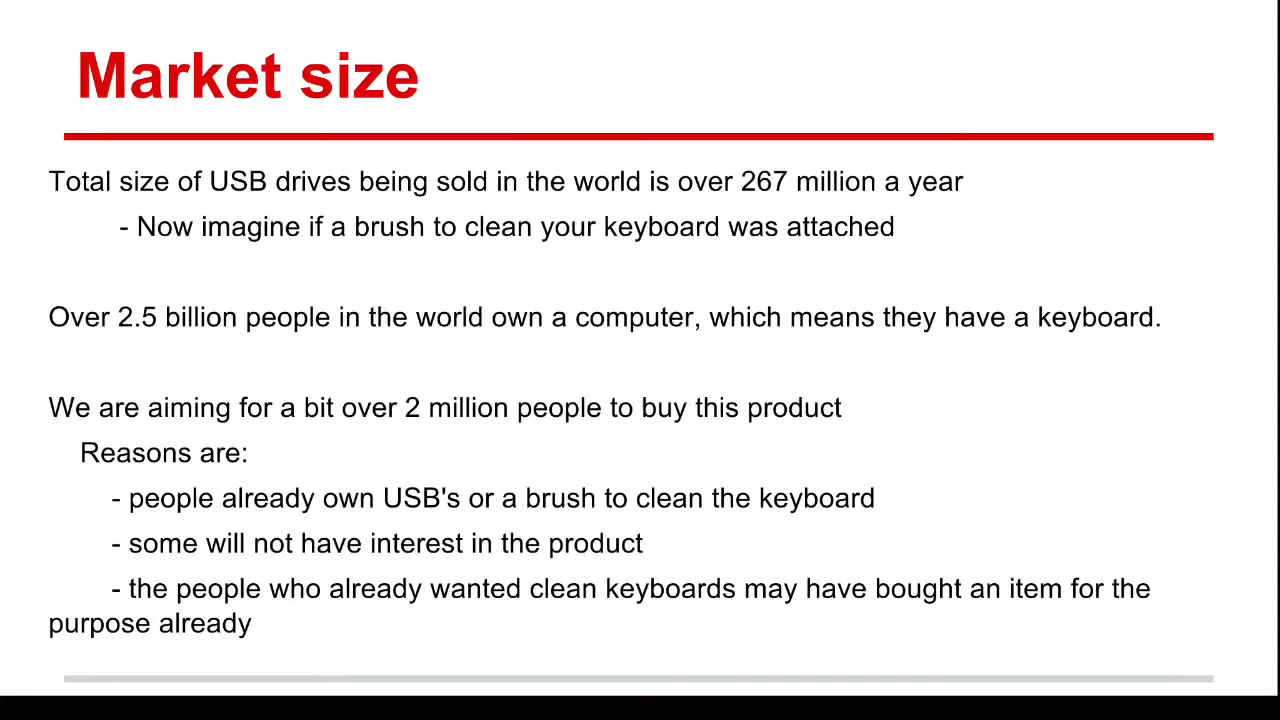 Market size
Total size of USB drives being sold in the world is over 267 million a year
- Now imagine if a brush to clean your keyboard was attached
Over 2.5 billion people in the world own a computer, which means they have a keyboard.
We are aiming for a bit over 2 million people to buy this product
Reasons are:
- people already own USB's or a brush to clean the keyboard
- some will not have interest in the product
- the people who already wanted clean keyboards may have bought an item for the
purpose already